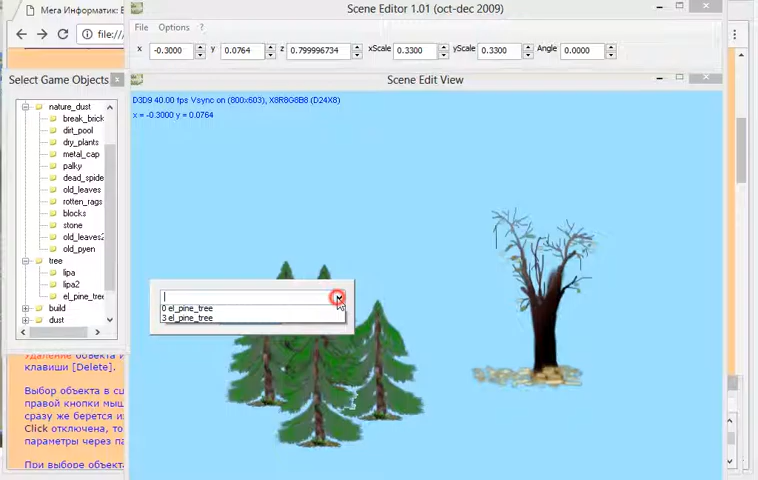 Мега Информатик: В
Scene Editor 1.01 (oct-dec 2009)
File Options ?
file://
x -0.3000 y 0.0764 z 0.799996734 xScale 0.3300 yScale 0.3300 Angle 0.0000
Select Game Objects
Scene Edit View
D3D9 40.00 fps Vsync on (800x603), X8R8G8B8 (D24X8)
x = -0.3000 y = 0.0764
nature_dust
break_brick
dirt_pool
dry_plants
metal_cap
palky
dead_spide
old_leaves
rotten_rags
blocks
stone
old_leaves2
old_pyen
tree
lipa
lipa2
el_pine_tree
build
dust
0 el_pine_tree
3 el_pine_tree
Удаление объекта и
клавиши [Delete].
Выбор объекта в сц
правой кнопки мыш
сразу же берется из
Click отключена, то
параметры через па
При выборе объекта